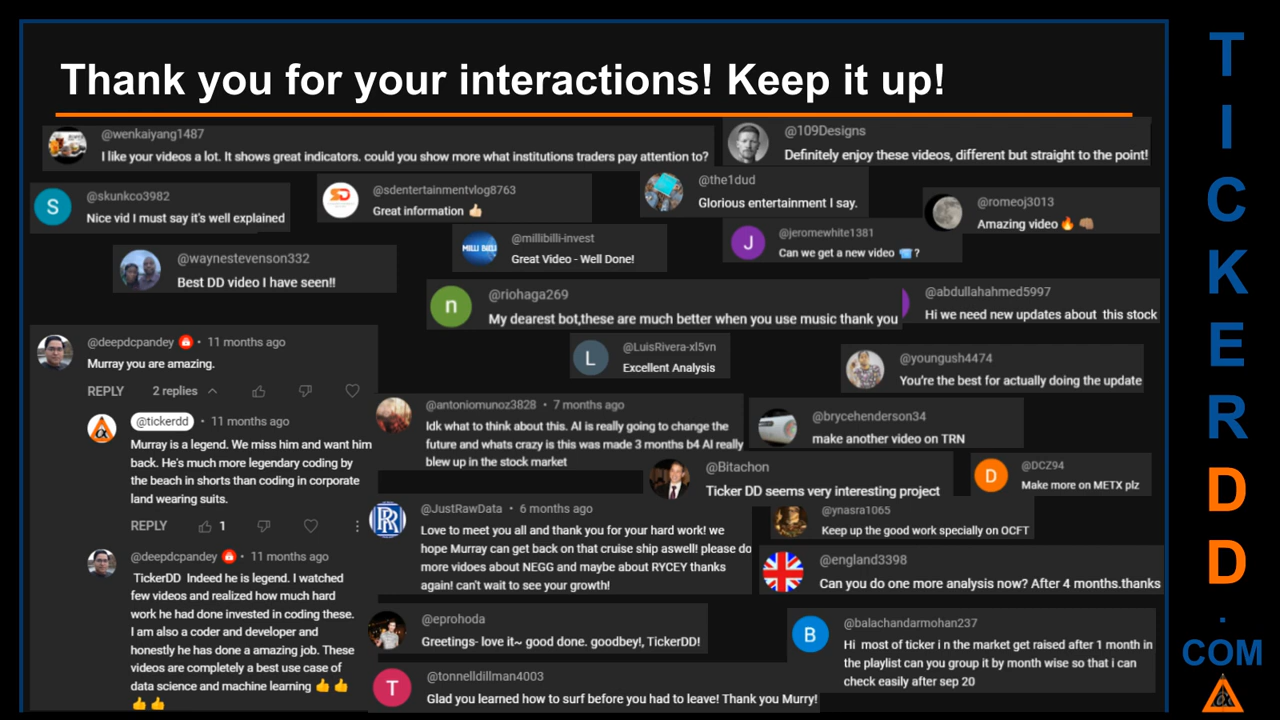 Thank you for your interactions! Keep it up!
@wenkaiyang1487
I like your videos a lot. It shows great indicators. could you show more what institutions traders pay attention to?
@109Designs
Definitely enjoy these videos, different but straight to the point!
@skunkco3982
Nice vid I must say it's well explained
@sdentertainmentvlog8763
Great information 👍🏻
@the1dud
Glorious entertainment I say.
@romeoj3013
Amazing video 🔥 👊🏽
@millibilli-invest
Great Video - Well Done!
@jeromewhite1381
Can we get a new video ?
@waynestevenson332
Best DD video I have seen!!
@riohaga269
My dearest bot,these are much better when you use music thank you
@abdullahahmed5997
Hi we need new updates about this stock
@deepdcpandey • 11 months ago
Murray you are amazing.
REPLY 2 replies
@tickerdd • 11 months ago
Murray is a legend. We miss him and want him
back. He's much more legendary coding by
the beach in shorts than coding in corporate
land wearing suits.
REPLY 1
@deepdcpandey • 11 months ago
TickerDD Indeed he is legend. I watched
few videos and realized how much hard
work he had done invested in coding these.
I am also a coder and developer and
honestly he has done a amazing job. These
videos are completely a best use case of
data science and machine learning 👍 👍
👍 👍
@LuisRivera-xl5vn
Excellent Analysis
@youngush4474
You're the best for actually doing the update
@antoniomunoz3828 • 7 months ago
Idk what to think about this. AI is really going to change the
future and whats crazy is this was made 3 months b4 AI really
blew up in the stock market
@brycehenderson34
make another video on TRN
@Bitachon
Ticker DD seems very interesting project
@DCZ94
Make more on METX plz
@JustRawData • 6 months ago
Love to meet you all and thank you for your hard work! we
hope Murray can get back on that cruise ship aswell! please do
more vidoes about NEGG and maybe about RYCEY thanks
again! can't wait to see your growth!
@ynasra1065
Keep up the good work specially on OCFT
@england3398
Can you do one more analysis now? After 4 months.thanks
@eprohoda
Greetings- love it~ good done. goodbey!, TickerDD!
@balachandarmohan237
Hi most of ticker i n the market get raised after 1 month in
the playlist can you group it by month wise so that i can
check easily after sep 20
@tonnelldillman4003
Glad you learned how to surf before you had to leave! Thank you Murry!
S
MILLI BILLI
J
n
L
D
R
B
T
T
I
C
K
E
R
D
D
.
COM
α